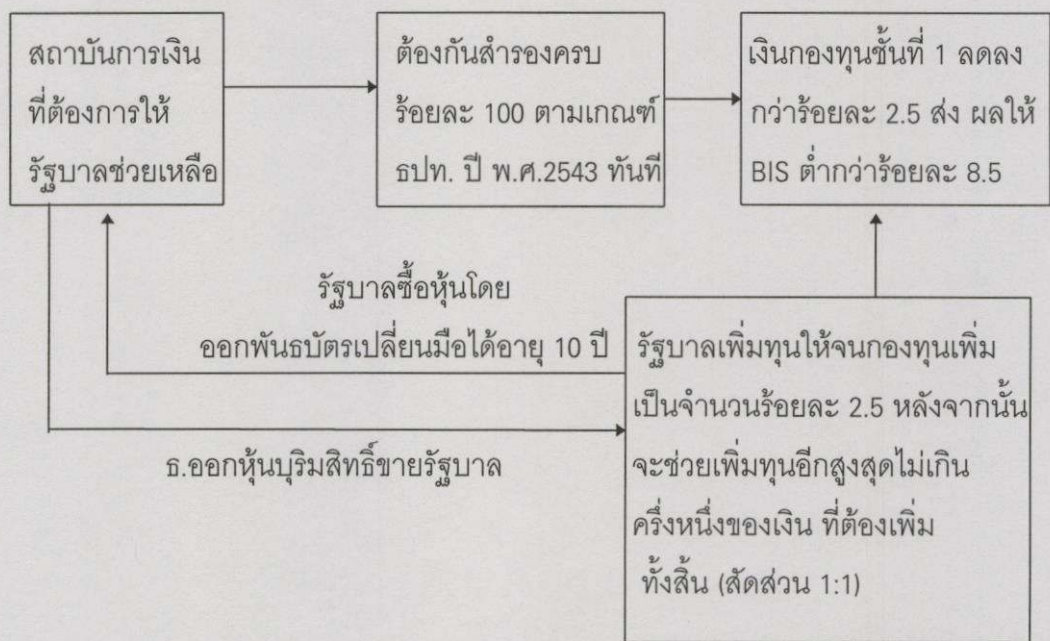 สถาบันการเงิน
ที่ต้องการให้
รัฐบาลช่วยเหลือ
ต้องกันสำรองครบ
ร้อยละ 100 ตามเกณฑ์
ธปท. ปี พ.ศ.2543 ทันที
เงินกองทุนชั้นที่ 1 ลดลง
กว่าร้อยละ 2.5 ส่ง ผลให้
BIS ต่ำกว่าร้อยละ 8.5
รัฐบาลซื้อหุ้นโดย
ออกพันธบัตรเปลี่ยนมือได้อายุ 10 ปี
ธ.ออกหุ้นบุริมสิทธิ์ขายรัฐบาล
รัฐบาลเพิ่มทุนให้จนกองทุนเพิ่ม
เป็นจำนวนร้อยละ 2.5 หลังจากนั้น
จะช่วยเพิ่มทุนอีกสูงสุดไม่เกิน
ครึ่งหนึ่งของเงิน ที่ต้องเพิ่ม
ทั้งสิ้น (สัดส่วน 1:1)